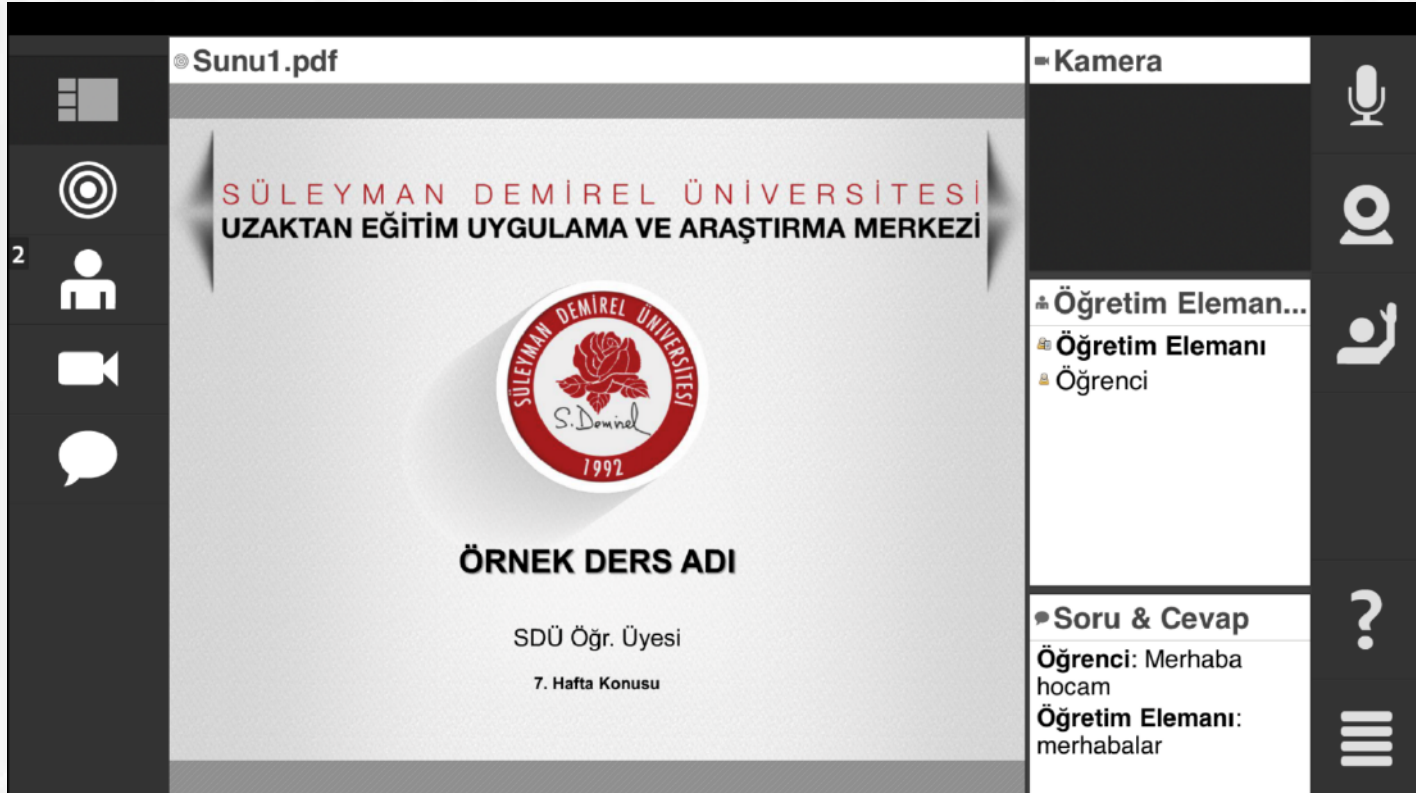 Sunu1.pdf
SÜLEYMAN DEMİREL ÜNİVERSİTESİ
UZAKTAN EĞİTİM UYGULAMA VE ARAŞTIRMA MERKEZİ
SÜLEYMAN DEMİREL ÜNİVERSİTESİ
S. Demirel
1992
ÖRNEK DERS ADI
SDÜ Öğr. Üyesi
7. Hafta Konusu
2
Kamera
Öğretim Eleman...
Öğretim Elemanı
Öğrenci
Soru & Cevap
Öğrenci: Merhaba
hocam
Öğretim Elemanı:
merhabalar
?